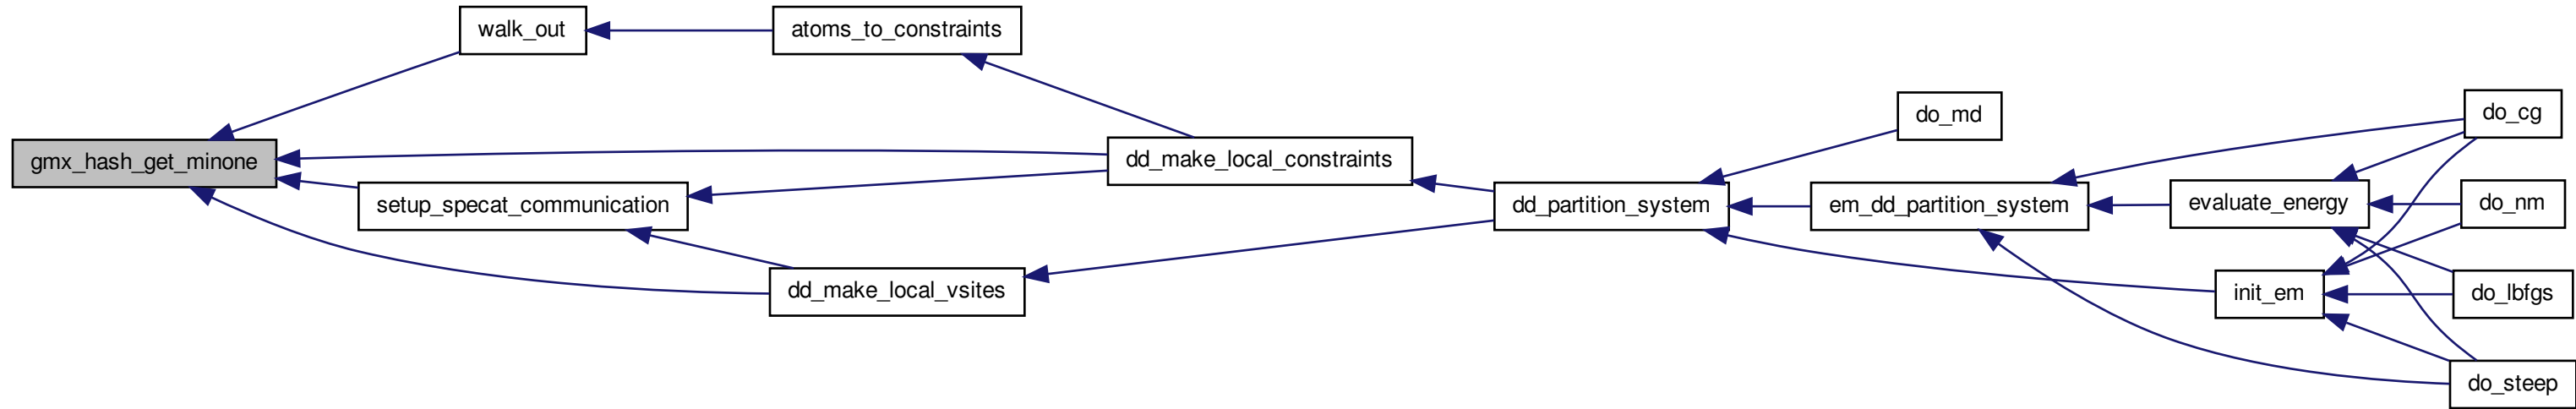 walk_out
atoms_to_constraints
do_md
do_cg
gmx_hash_get_minone
dd_make_local_constraints
setup_specat_communication
dd_partition_system
em_dd_partition_system
evaluate_energy
do_nm
dd_make_local_vsites
init_em
do_lbfgs
do_steep